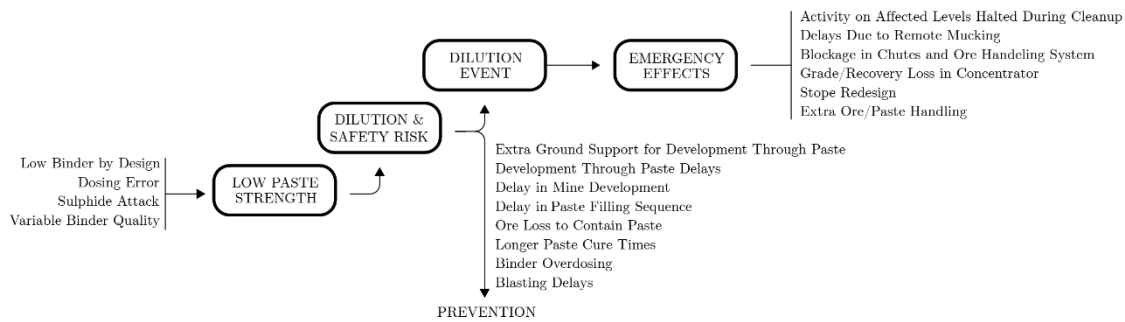 Low Binder by Design
Dosing Error
Sulphide Attack
Variable Binder Quality
LOW PASTE
STRENGTH
DILUTION &
SAFETY RISK
DILUTION
EVENT
EMERGENCY
EFFECTS
Activity on Affected Levels Halted During Cleanup
Delays Due to Remote Mucking
Blockage in Chutes and Ore Handeling System
Grade/Recovery Loss in Concentrator
Stope Redesign
Extra Ore/Paste Handling
Extra Ground Support for Development Through Paste
Development Through Paste Delays
Delay in Mine Development
Delay in Paste Filling Sequence
Ore Loss to Contain Paste
Longer Paste Cure Times
Binder Overdosing
Blasting Delays
PREVENTION